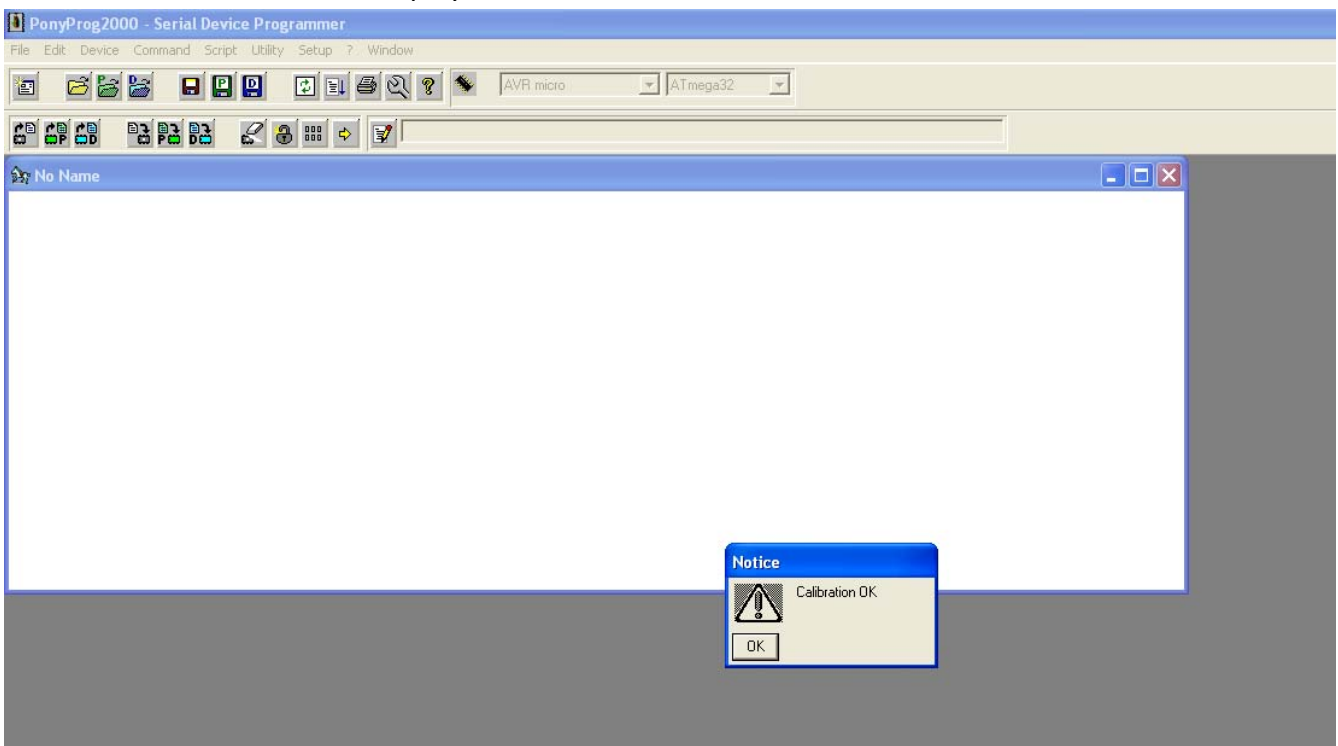 PonyProg2000 - Serial Device Programmer
File Edit Device Command Script Utility Setup ? Window
AVR micro ATmega32
No Name
Notice
Calibration OK
OK